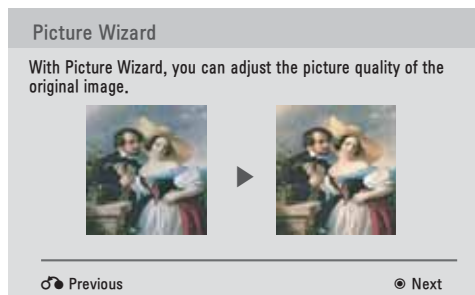 Picture Wizard
With Picture Wizard, you can adjust the picture quality of the
original image.
Previous
Next